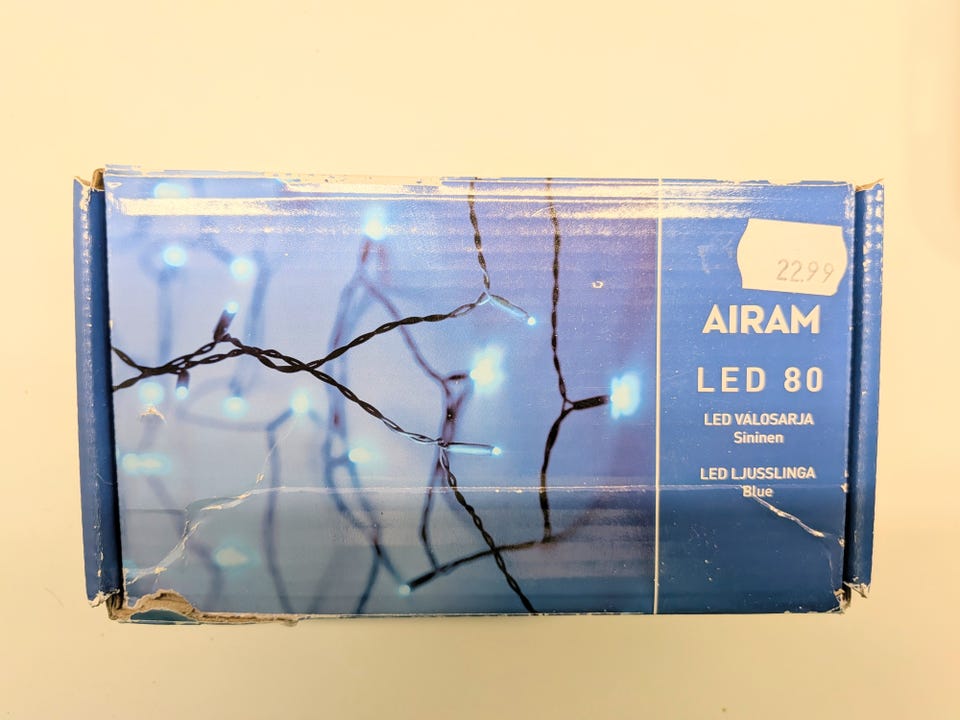 22.99
AIRAM
LED 80
LED VALOSARJA
Sininen
LED LJUSSLINGA
Blue